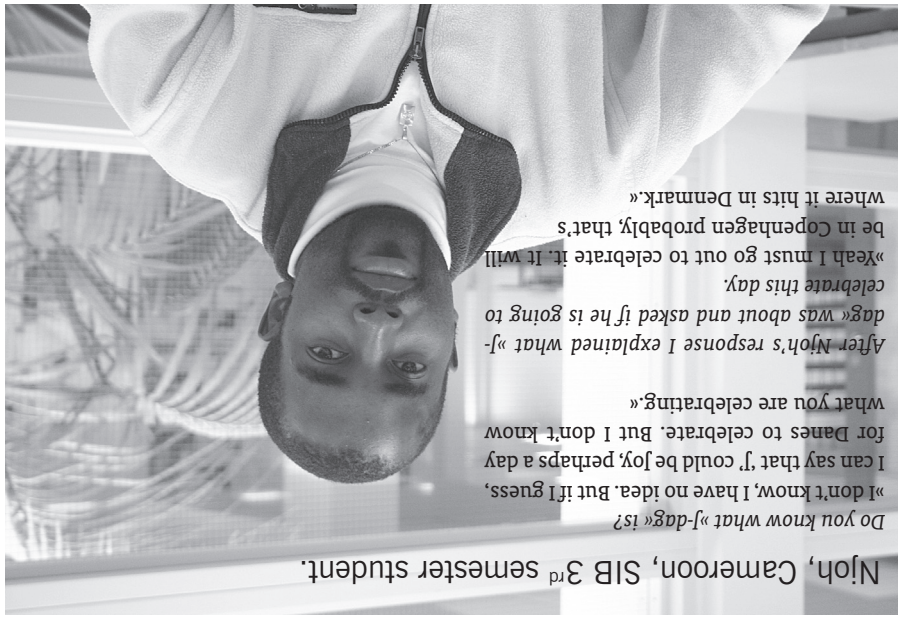 Njoh, Cameroon, SIB 3rd semester student.
Do you know what »J-dag« is?
»I don't know, I have no idea. But if I guess,
I can say that 'J' could be joy, perhaps a day
for Danes to celebrate. But I don't know
what you are celebrating.«
After Njoh's response I explained what »J-
dag« was about and asked if he is going to
celebrate this day.
»Yeah I must go out to celebrate it. It will
be in Copenhagen probably, that's
where it hits in Denmark.«